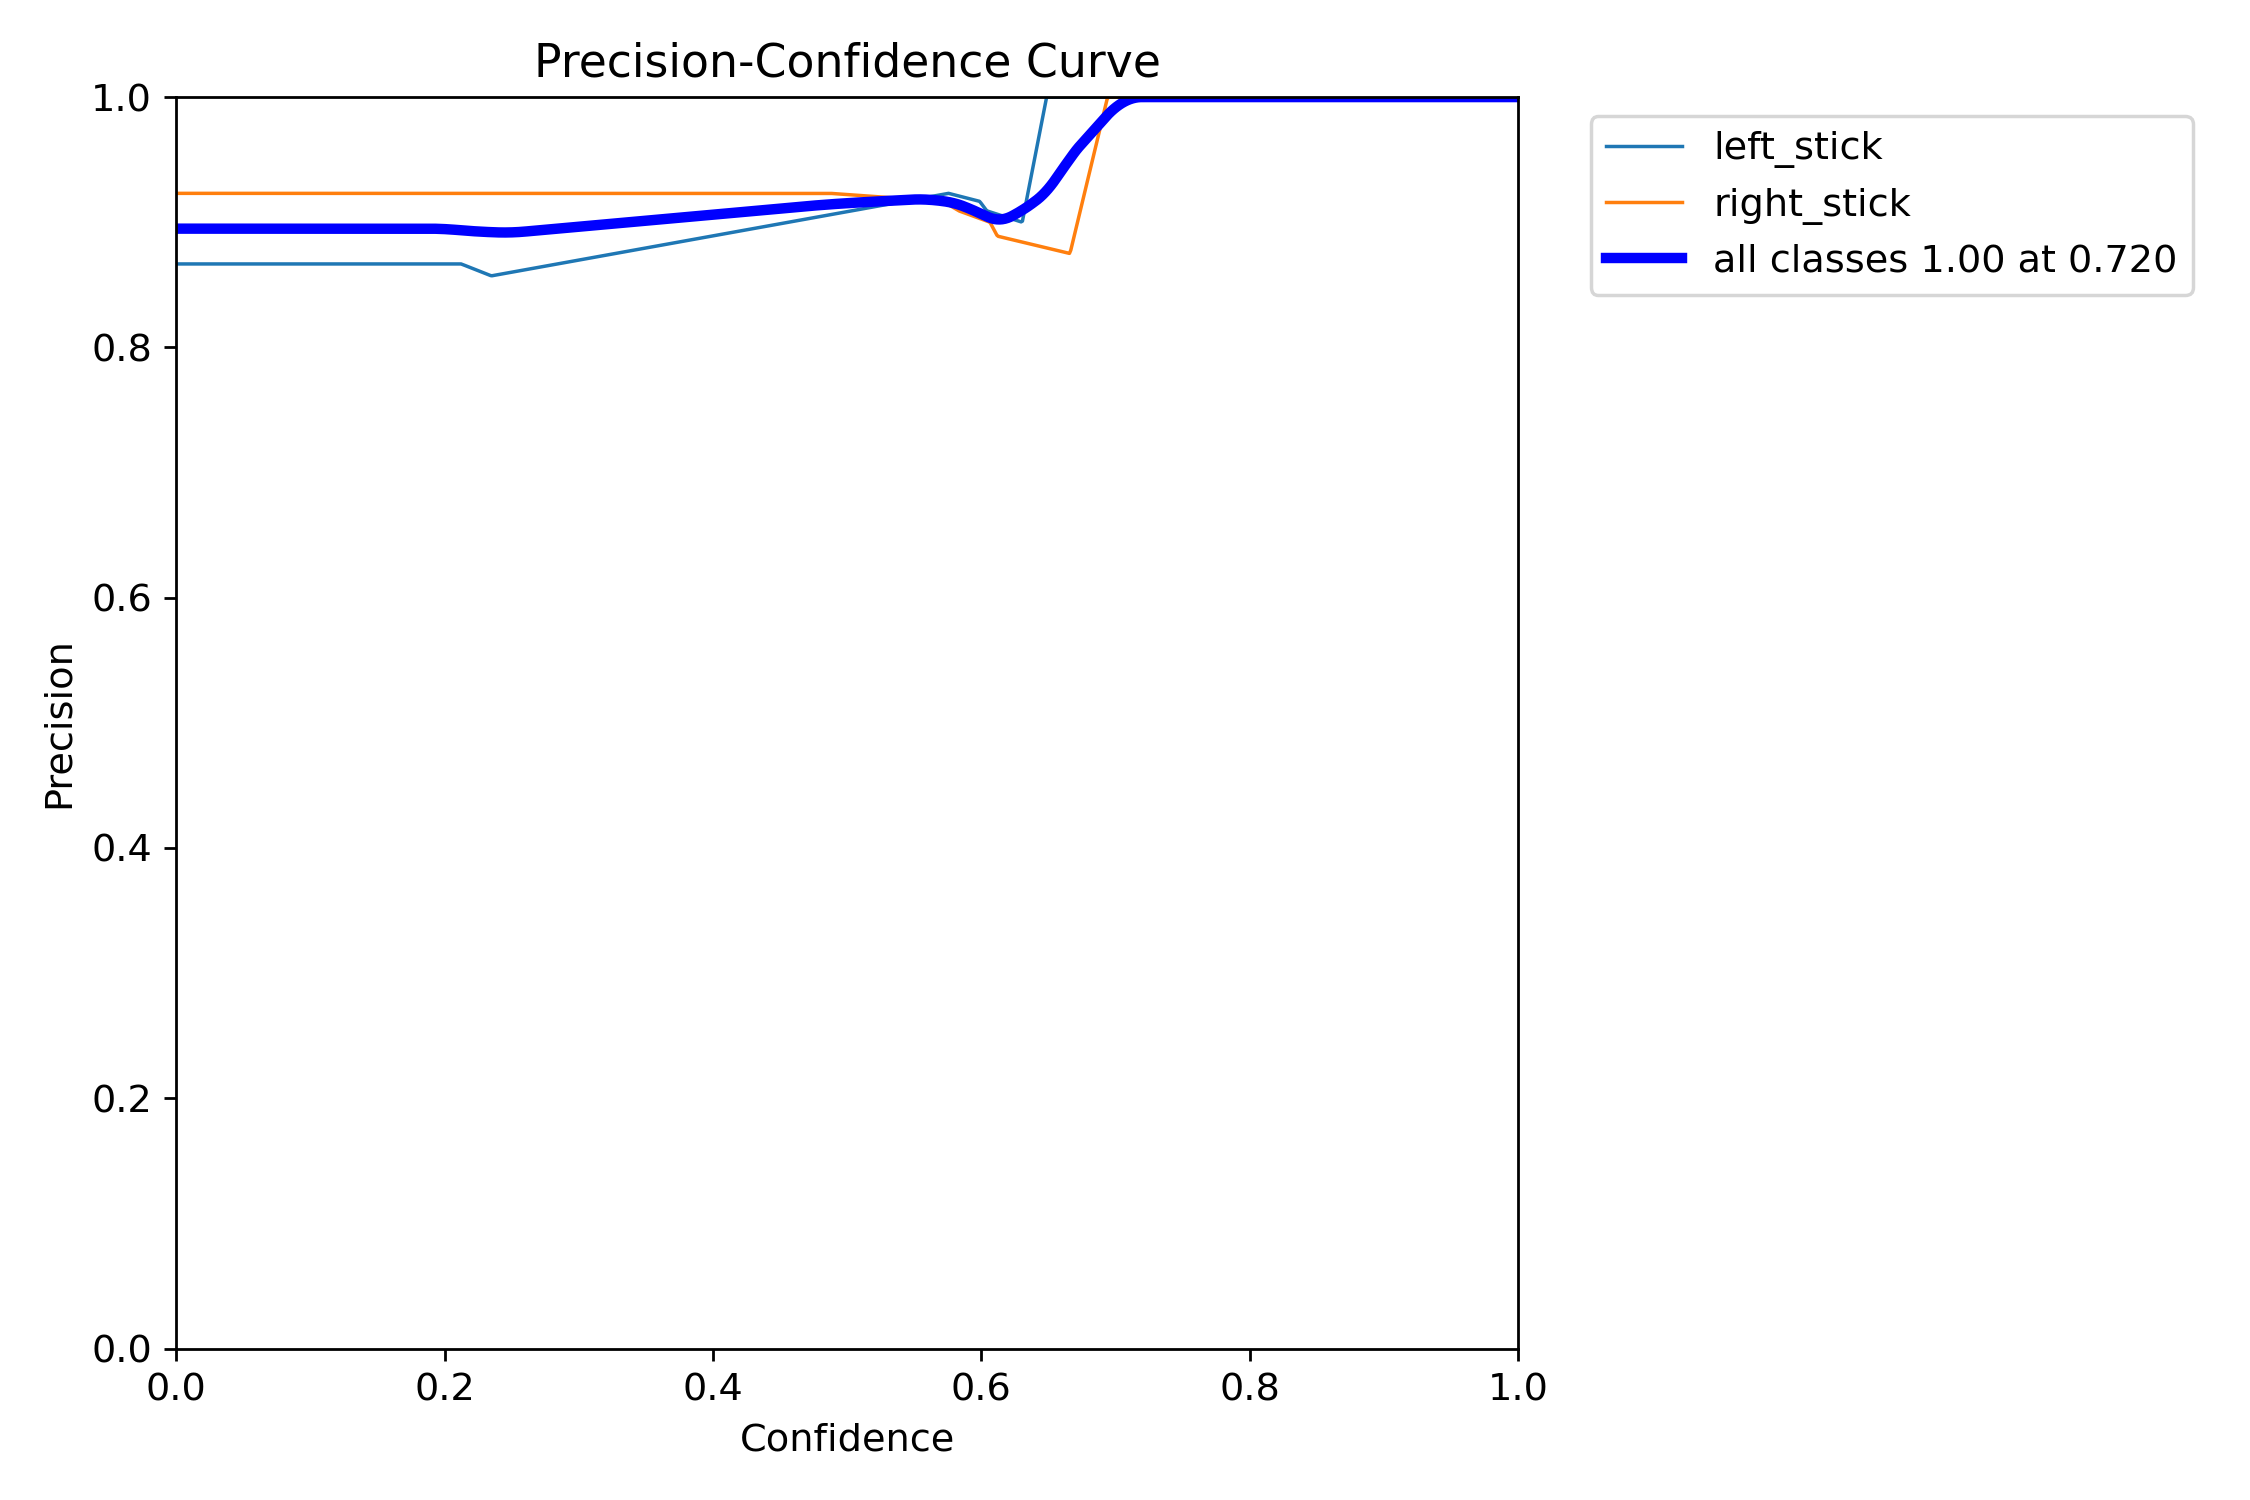 Precision-Confidence Curve
1.0
0.8
0.6
0.4
0.2
0.0
Precision
0.0 0.2 0.4 0.6 0.8 1.0
Confidence
left_stick
right_stick
all classes 1.00 at 0.720